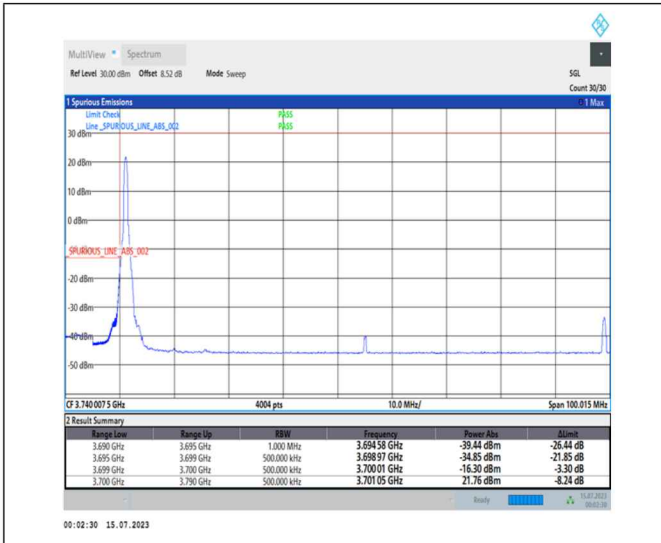 MultiView Spectrum
Ref Level 30.00 dBm Offset 8.52 dB Mode Sweep SGL
Count 30/30
1 Spurious Emissions 1 Max
Limit Check PASS
Line _SPURIOUS_LINE_ABS_002 PASS
30 dBm
20 dBm
10 dBm
0 dBm
_SPURIOUS_LINE_ABS_002
-20 dBm
-30 dBm
-40 dBm
-50 dBm
CF 3.740 007 5 GHz 4004 pts 10.0 MHz/ Span 100.015 MHz
2 Result Summary
Range Low Range Up RBW Frequency Power Abs ΔLimit
3.690 GHz 3.695 GHz 1.000 MHz 3.694 58 GHz -39.44 dBm -26.44 dB
3.695 GHz 3.699 GHz 500.000 kHz 3.698 97 GHz -34.85 dBm -21.85 dB
3.699 GHz 3.700 GHz 500.000 kHz 3.700 01 GHz -16.30 dBm -3.30 dB
3.700 GHz 3.790 GHz 500.000 kHz 3.701 05 GHz 21.76 dBm -8.24 dB
Ready 15.07.2023
00:02:30
00:02:30 15.07.2023